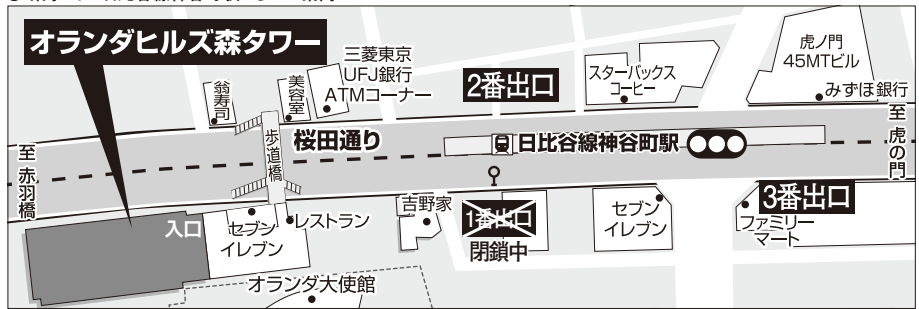 オランダヒルズ森タワー
三菱東京
UFJ銀行
ATMコーナー
翁寿司
美容室
2番出口
スターバックス
コーヒー
虎ノ門
45MTビル
みずほ銀行
至 虎の門
桜田通り
歩道橋
日比谷線神谷町駅
至 赤羽橋
入口
セブン
イレブン
レストラン
吉野家
1番出口
閉鎖中
セブン
イレブン
3番出口
ファミリー
マート
オランダ大使館